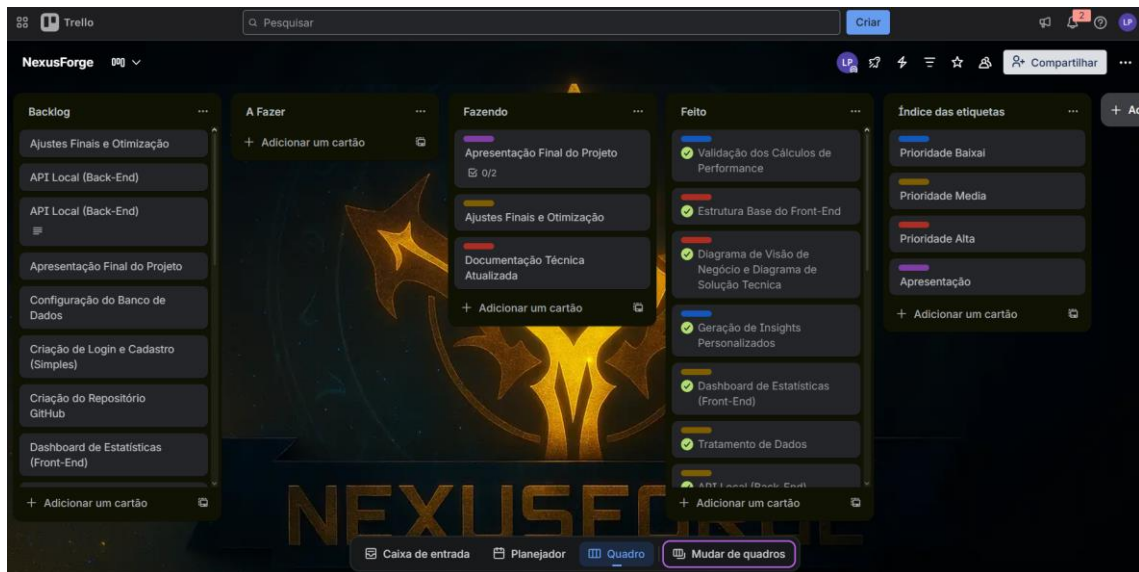 Trello
Pesquisar
Criar
2
LP
NexusForge
LP
Compartilhar
Backlog
Ajustes Finais e Otimização
API Local (Back-End)
API Local (Back-End)
Apresentação Final do Projeto
Configuração do Banco de
Dados
Criação de Login e Cadastro
(Simples)
Criação do Repositório
GitHub
Dashboard de Estatísticas
(Front-End)
+ Adicionar um cartão
A Fazer
+ Adicionar um cartão
Fazendo
Apresentação Final do Projeto
0/2
Ajustes Finais e Otimização
Documentação Técnica
Atualizada
+ Adicionar um cartão
Feito
Validação dos Cálculos de
Performance
Estrutura Base do Front-End
Diagrama de Visão de
Negócio e Diagrama de
Solução Tecnica
Geração de Insights
Personalizados
Dashboard de Estatísticas
(Front-End)
Tratamento de Dados
API Local (Back-End)
+ Adicionar um cartão
Índice das etiquetas
Prioridade Baixai
Prioridade Media
Prioridade Alta
Apresentação
+ Adicionar um cartão
NEXUSFORGE
Caixa de entrada
Planejador
Quadro
Mudar de quadros